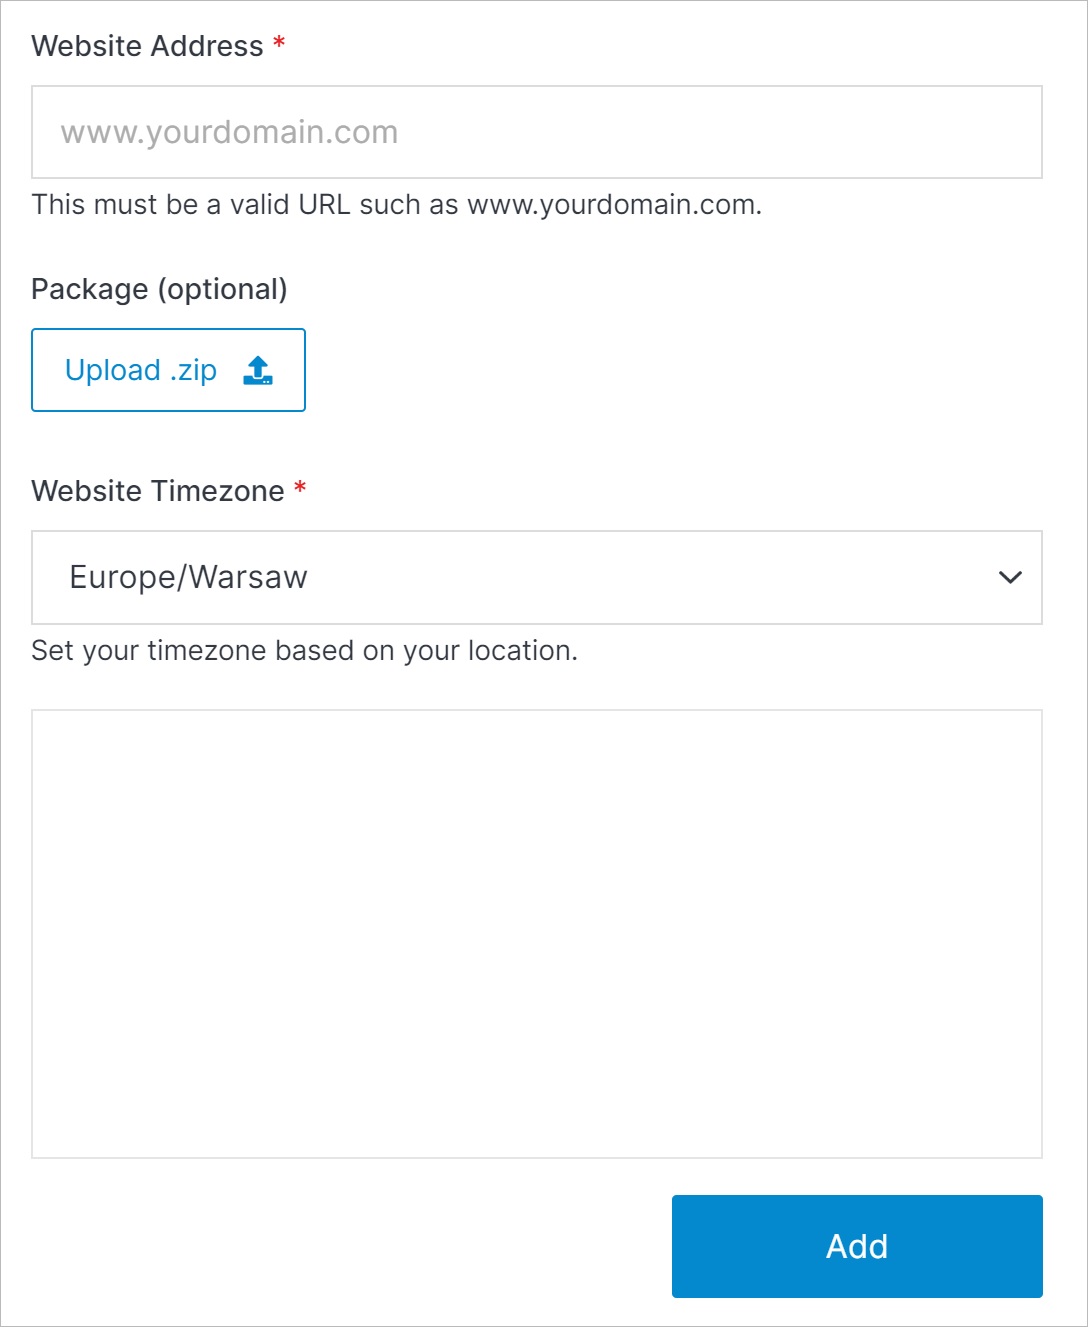 Website Address *
www.yourdomain.com
This must be a valid URL such as www.yourdomain.com.
Package (optional)
Upload .zip
Website Timezone *
Europe/Warsaw
Set your timezone based on your location.
Add